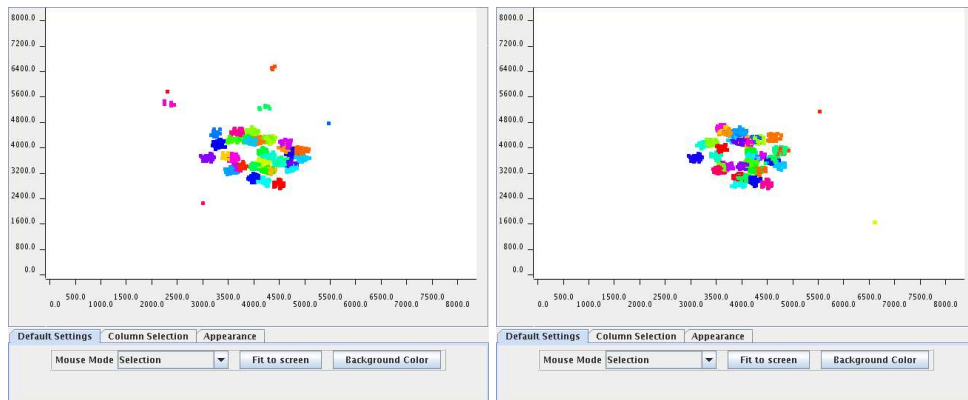 8000.0
7200.0
6400.0
5600.0
4800.0
4000.0
3200.0
2400.0
1600.0
800.0
0.0
500.0 1500.0 2500.0 3500.0 4500.0 5500.0 6500.0 7500.0
0.0 1000.0 2000.0 3000.0 4000.0 5000.0 6000.0 7000.0 8000.0
Default Settings Column Selection Appearance
Mouse Mode Selection Fit to screen Background Color
8000.0
7200.0
6400.0
5600.0
4800.0
4000.0
3200.0
2400.0
1600.0
800.0
0.0
500.0 1500.0 2500.0 3500.0 4500.0 5500.0 6500.0 7500.0
0.0 1000.0 2000.0 3000.0 4000.0 5000.0 6000.0 7000.0 8000.0
Default Settings Column Selection Appearance
Mouse Mode Selection Fit to screen Background Color